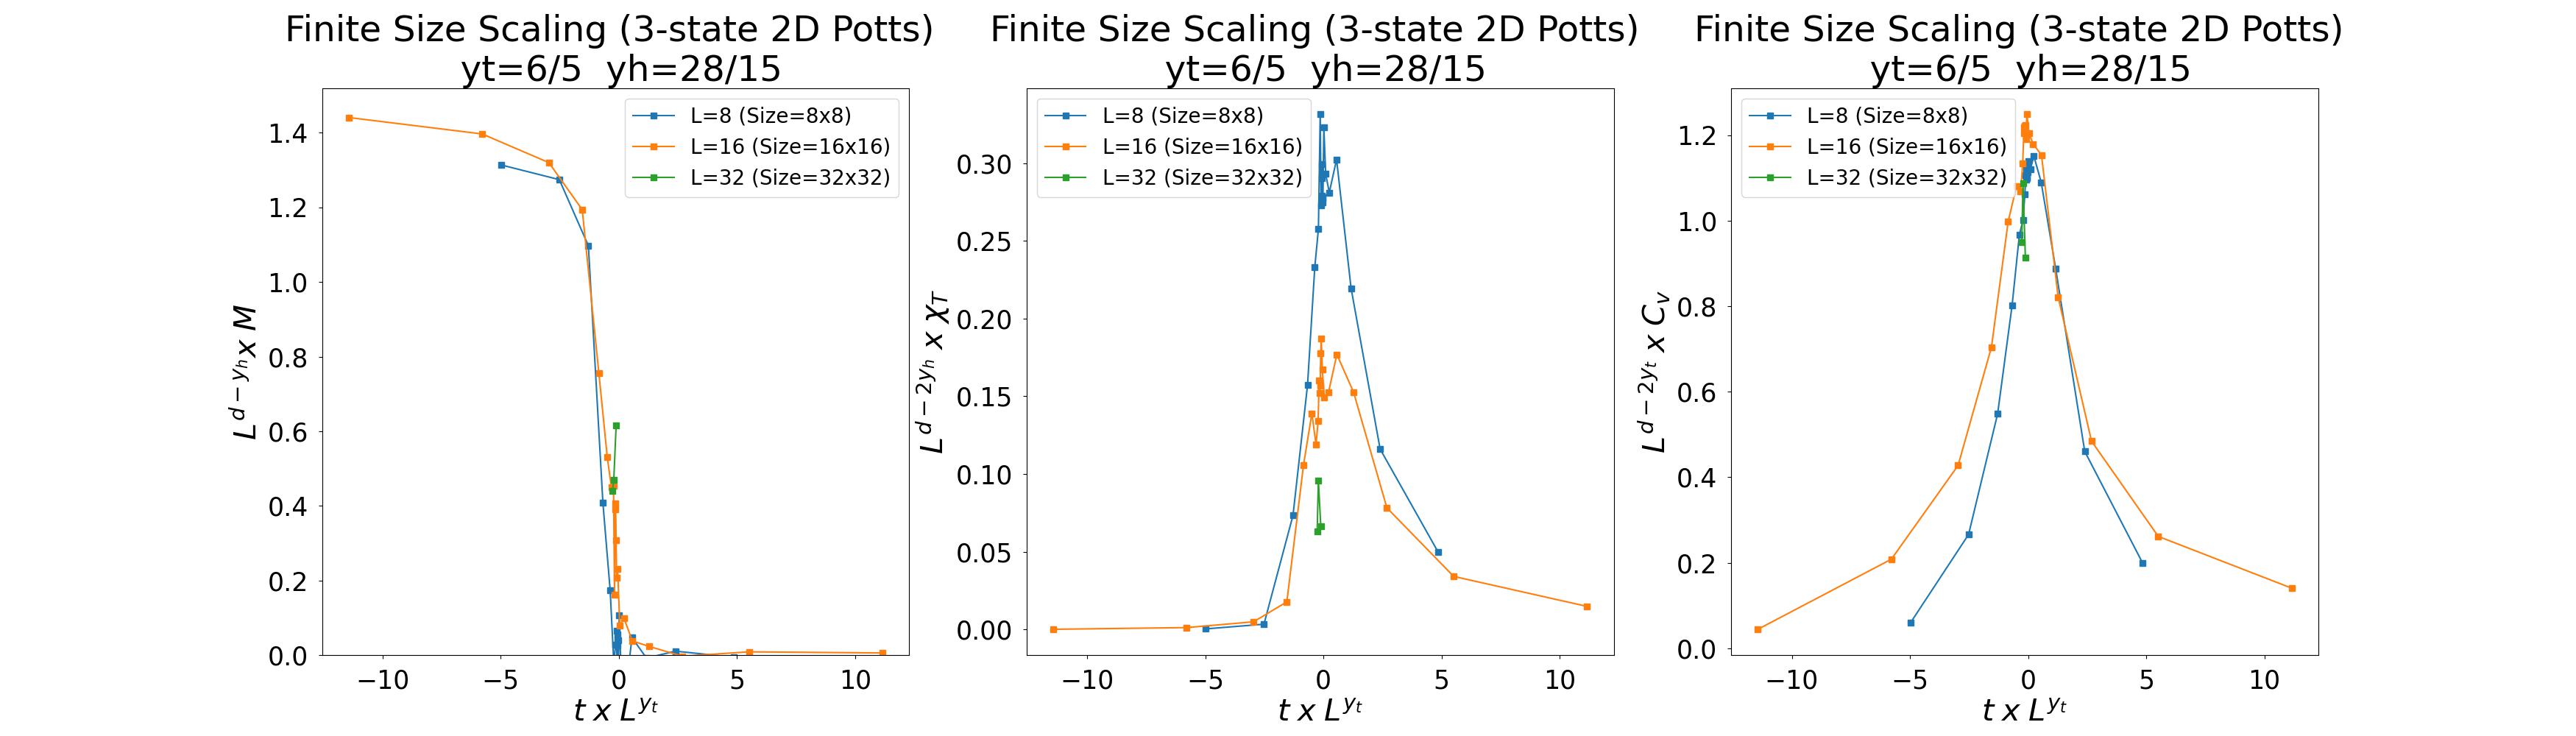 Finite Size Scaling (3-state 2D Potts)
yt=6/5 yh=28/15
L=8 (Size=8x8)
L=16 (Size=16x16)
L=32 (Size=32x32)
1.4
1.2
1.0
0.8
0.6
0.4
0.2
0.0
−10 −5 0 5 10
L^{d−y_h} x M
t x L^{y_t}
Finite Size Scaling (3-state 2D Potts)
yt=6/5 yh=28/15
L=8 (Size=8x8)
L=16 (Size=16x16)
L=32 (Size=32x32)
0.30
0.25
0.20
0.15
0.10
0.05
0.00
−10 −5 0 5 10
L^{d−2y_h} x χ_T
t x L^{y_t}
Finite Size Scaling (3-state 2D Potts)
yt=6/5 yh=28/15
L=8 (Size=8x8)
L=16 (Size=16x16)
L=32 (Size=32x32)
1.2
1.0
0.8
0.6
0.4
0.2
0.0
−10 −5 0 5 10
L^{d−2y_t} x C_v
t x L^{y_t}